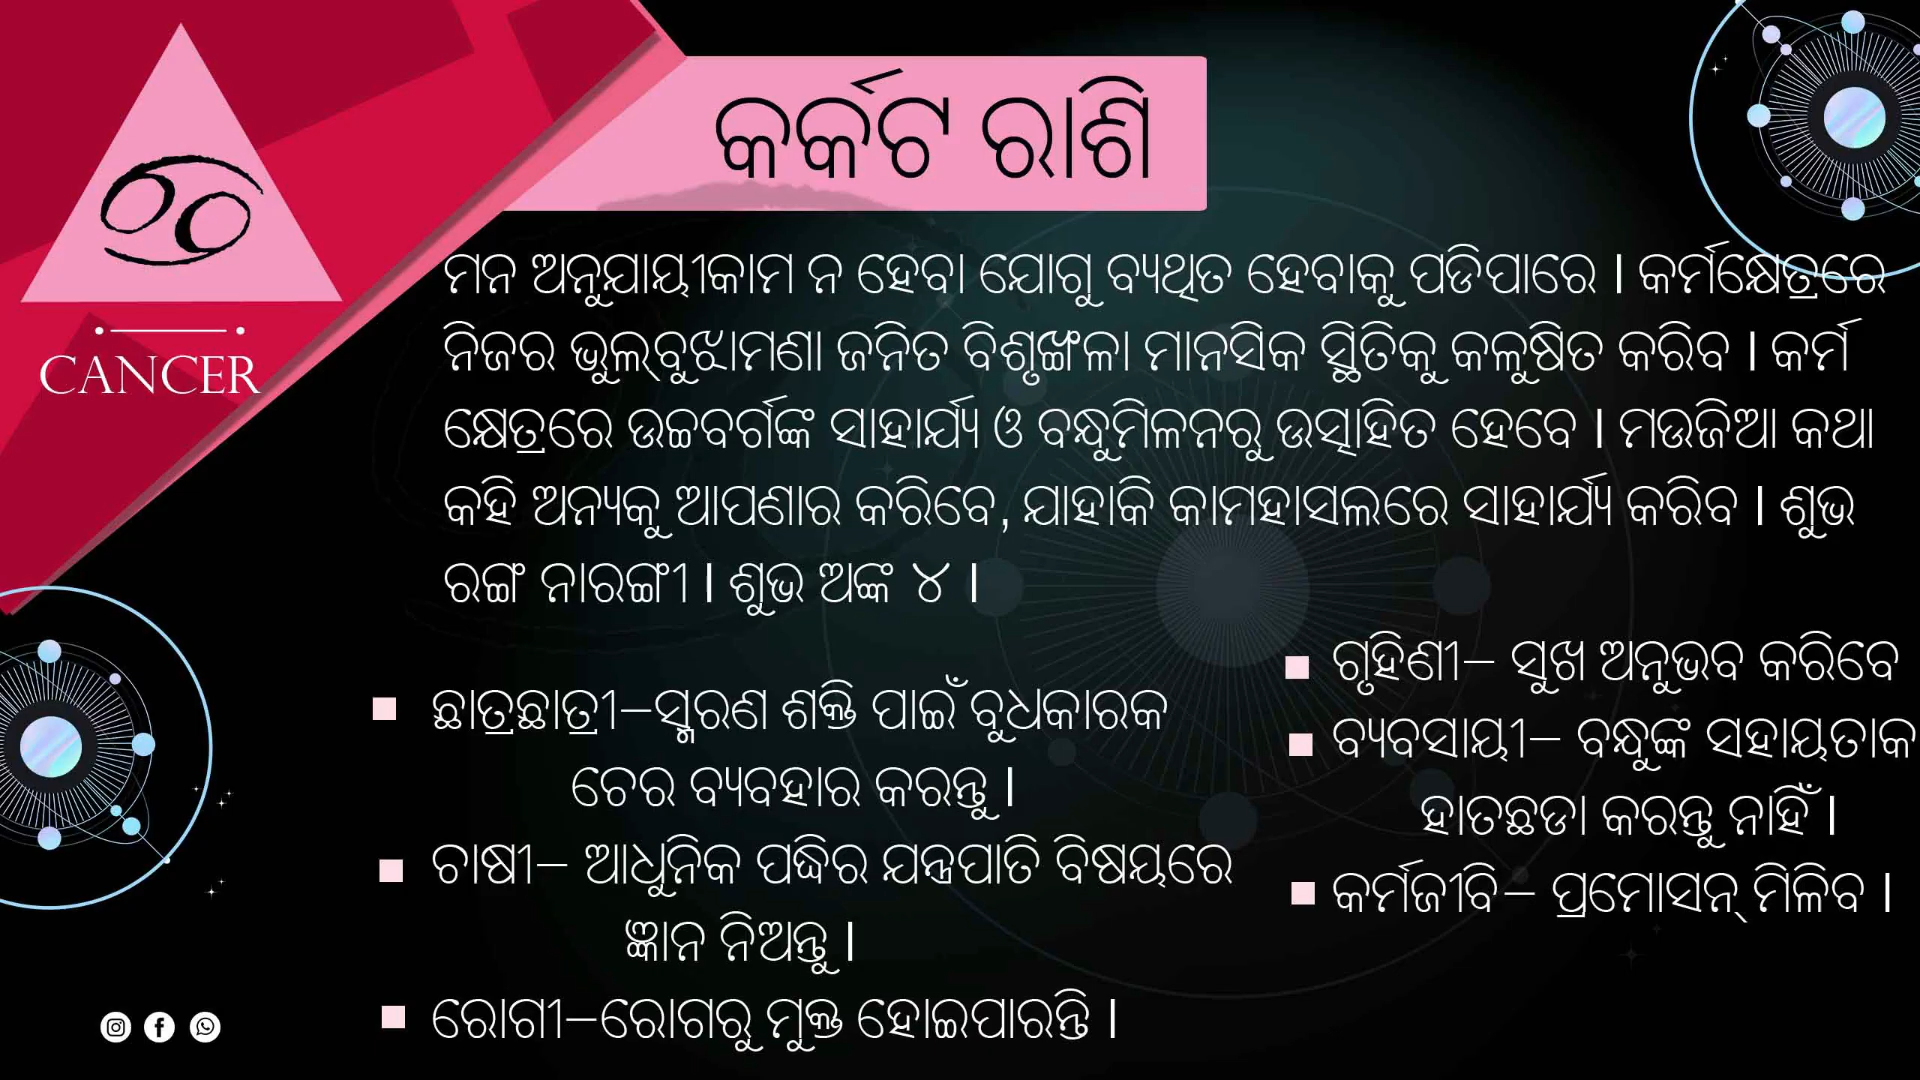 କର୍କଟ ରାଶି
CANCER
ମନ ଅନୁଯାୟୀକାମ ନ ହେବା ଯୋଗୁ ବ୍ୟଥିତ ହେବାକୁ ପଡିପାରେ । କର୍ମକ୍ଷେତ୍ରରେ
ନିଜର ଭୁଲ୍‌ବୁଝାମଣା ଜନିତ ବିଶୃଙ୍ଖଳା ମାନସିକ ସ୍ଥିତିକୁ କଳୁଷିତ କରିବ । କର୍ମ
କ୍ଷେତ୍ରରେ ଉଚ୍ଚବର୍ଗଙ୍କ ସାହାର୍ଯ୍ୟ ଓ ବନ୍ଧୁମିଳନରୁ ଉତ୍ସାହିତ ହେବେ । ମଉଜିଆ କଥା
କହି ଅନ୍ୟକୁ ଆପଣାର କରିବେ, ଯାହାକି କାମହାସଲରେ ସାହାର୍ଯ୍ୟ କରିବ । ଶୁଭ
ରଙ୍ଗ ନାରଙ୍ଗୀ । ଶୁଭ ଅଙ୍କ ୪ ।
ଛାତ୍ରଛାତ୍ରୀ–ସ୍ମରଣ ଶକ୍ତି ପାଇଁ ବୁଧକାରକ
ଚେର ବ୍ୟବହାର କରନ୍ତୁ ।
ଚାଷୀ– ଆଧୁନିକ ପଦ୍ଧିର ଯନ୍ତ୍ରପାତି ବିଷୟରେ
ଜ୍ଞାନ ନିଅନ୍ତୁ ।
ରୋଗୀ–ରୋଗରୁ ମୁକ୍ତ ହୋଇପାରନ୍ତି ।
ଗୃହିଣୀ– ସୁଖ ଅନୁଭବ କରିବେ
ବ୍ୟବସାୟୀ– ବନ୍ଧୁଙ୍କ ସହାୟତାକ
ହାତଛଡା କରନ୍ତୁ ନାହିଁ ।
କର୍ମଜୀବି– ପ୍ରମୋସନ୍ ମିଳିବ ।